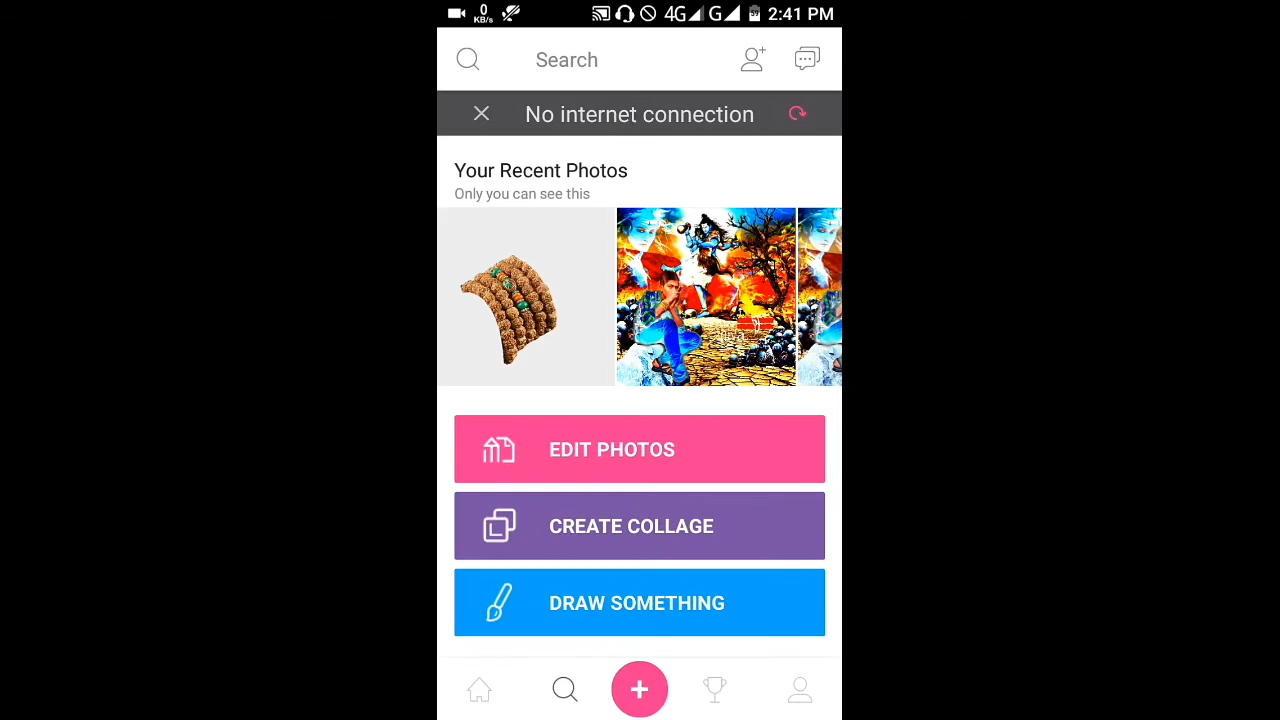 0
KB/s
4G
G
59
2:41 PM
Search
No internet connection
Your Recent Photos
Only you can see this
EDIT PHOTOS
CREATE COLLAGE
DRAW SOMETHING